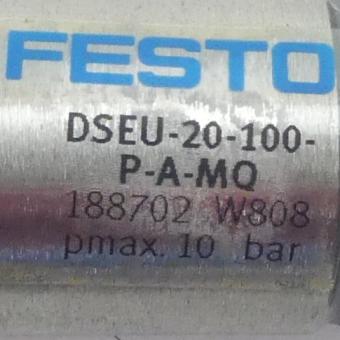 FESTO
DSEU-20-100-
P-A-MQ
188702 W808
pmax. 10 bar